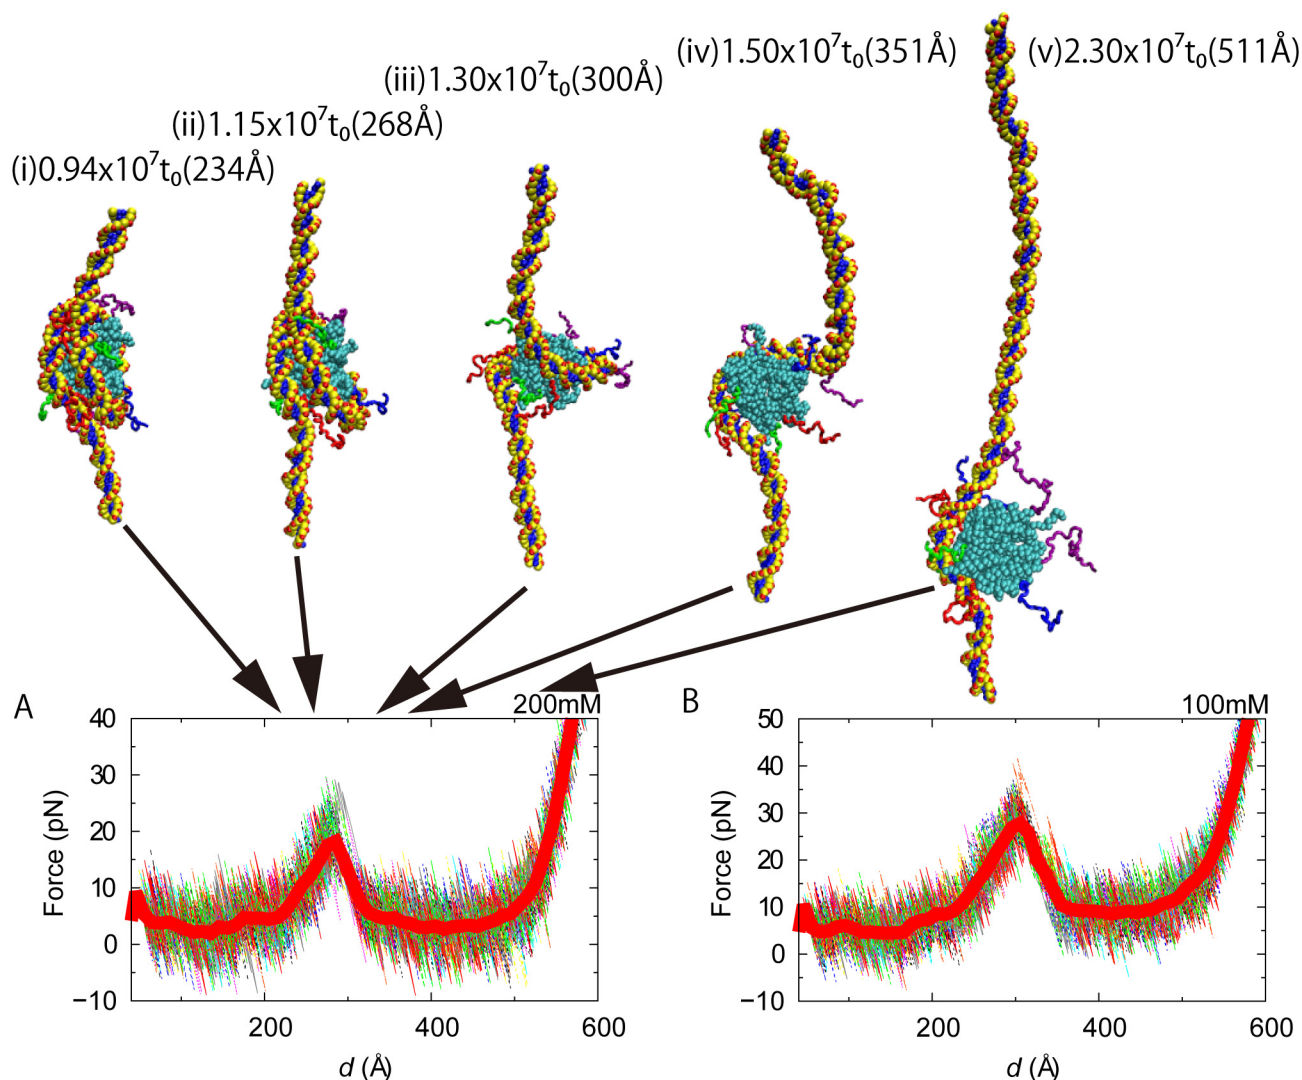 (i)0.94x10⁷t₀(234Å)
(ii)1.15x10⁷t₀(268Å)
(iii)1.30x10⁷t₀(300Å)
(iv)1.50x10⁷t₀(351Å)
(v)2.30x10⁷t₀(511Å)
A
200mM
40
30
20
10
0
−10
Force (pN)
200
400
600
d (Å)
B
100mM
50
40
30
20
10
0
−10
Force (pN)
200
400
600
d (Å)